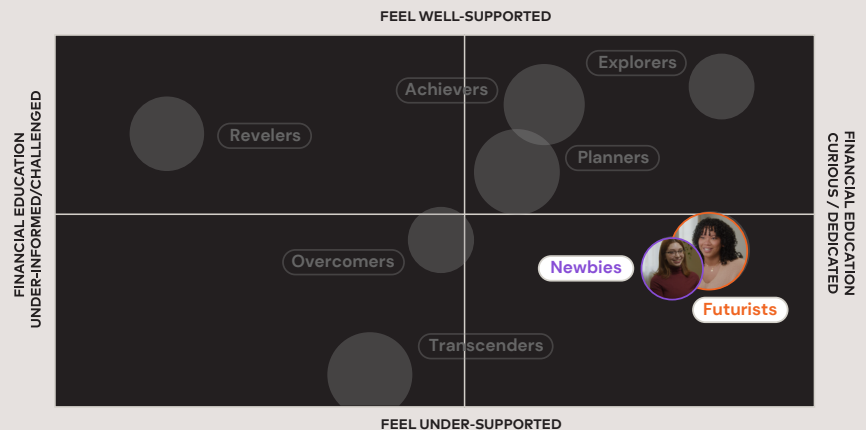 FEEL WELL-SUPPORTED
Explorers
Achievers
Revelers
Planners
FINANCIAL EDUCATION
UNDER-INFORMED/CHALLENGED
FINANCIAL EDUCATION
CURIOUS / DEDICATED
Overcomers
Newbies
Futurists
Transcenders
FEEL UNDER-SUPPORTED